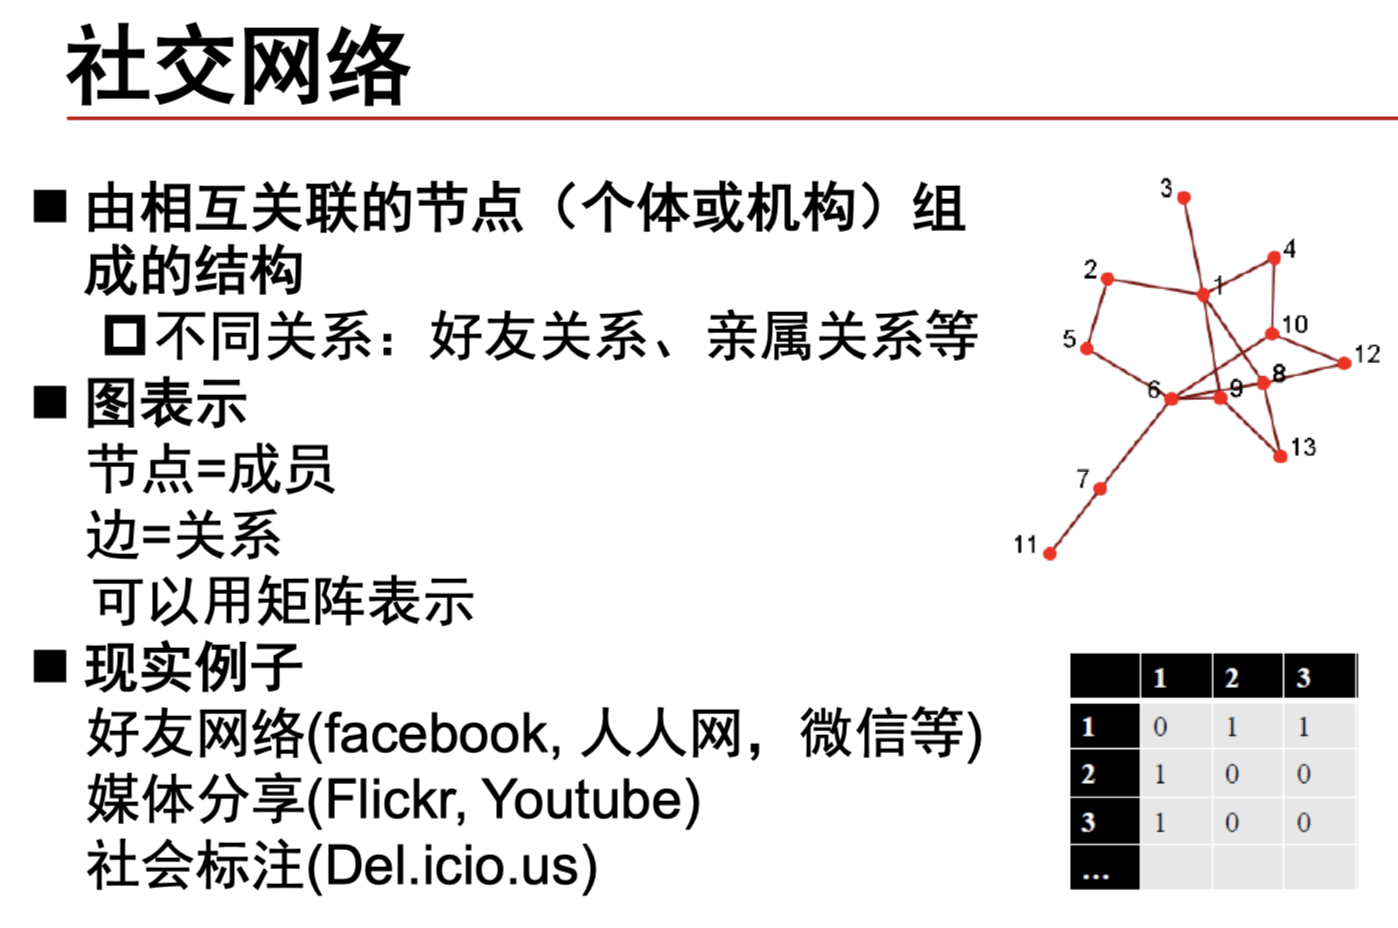 社交网络
由相互关联的节点（个体或机构）组
成的结构
不同关系：好友关系、亲属关系等
图表示
节点=成员
边=关系
可以用矩阵表示
现实例子
好友网络(facebook, 人人网，微信等)
媒体分享(Flickr, Youtube)
社会标注(Del.icio.us)
3
4
2
1
10
5
12
8
6
9
13
7
11
1 2 3
1 0 1 1
2 1 0 0
3 1 0 0
...